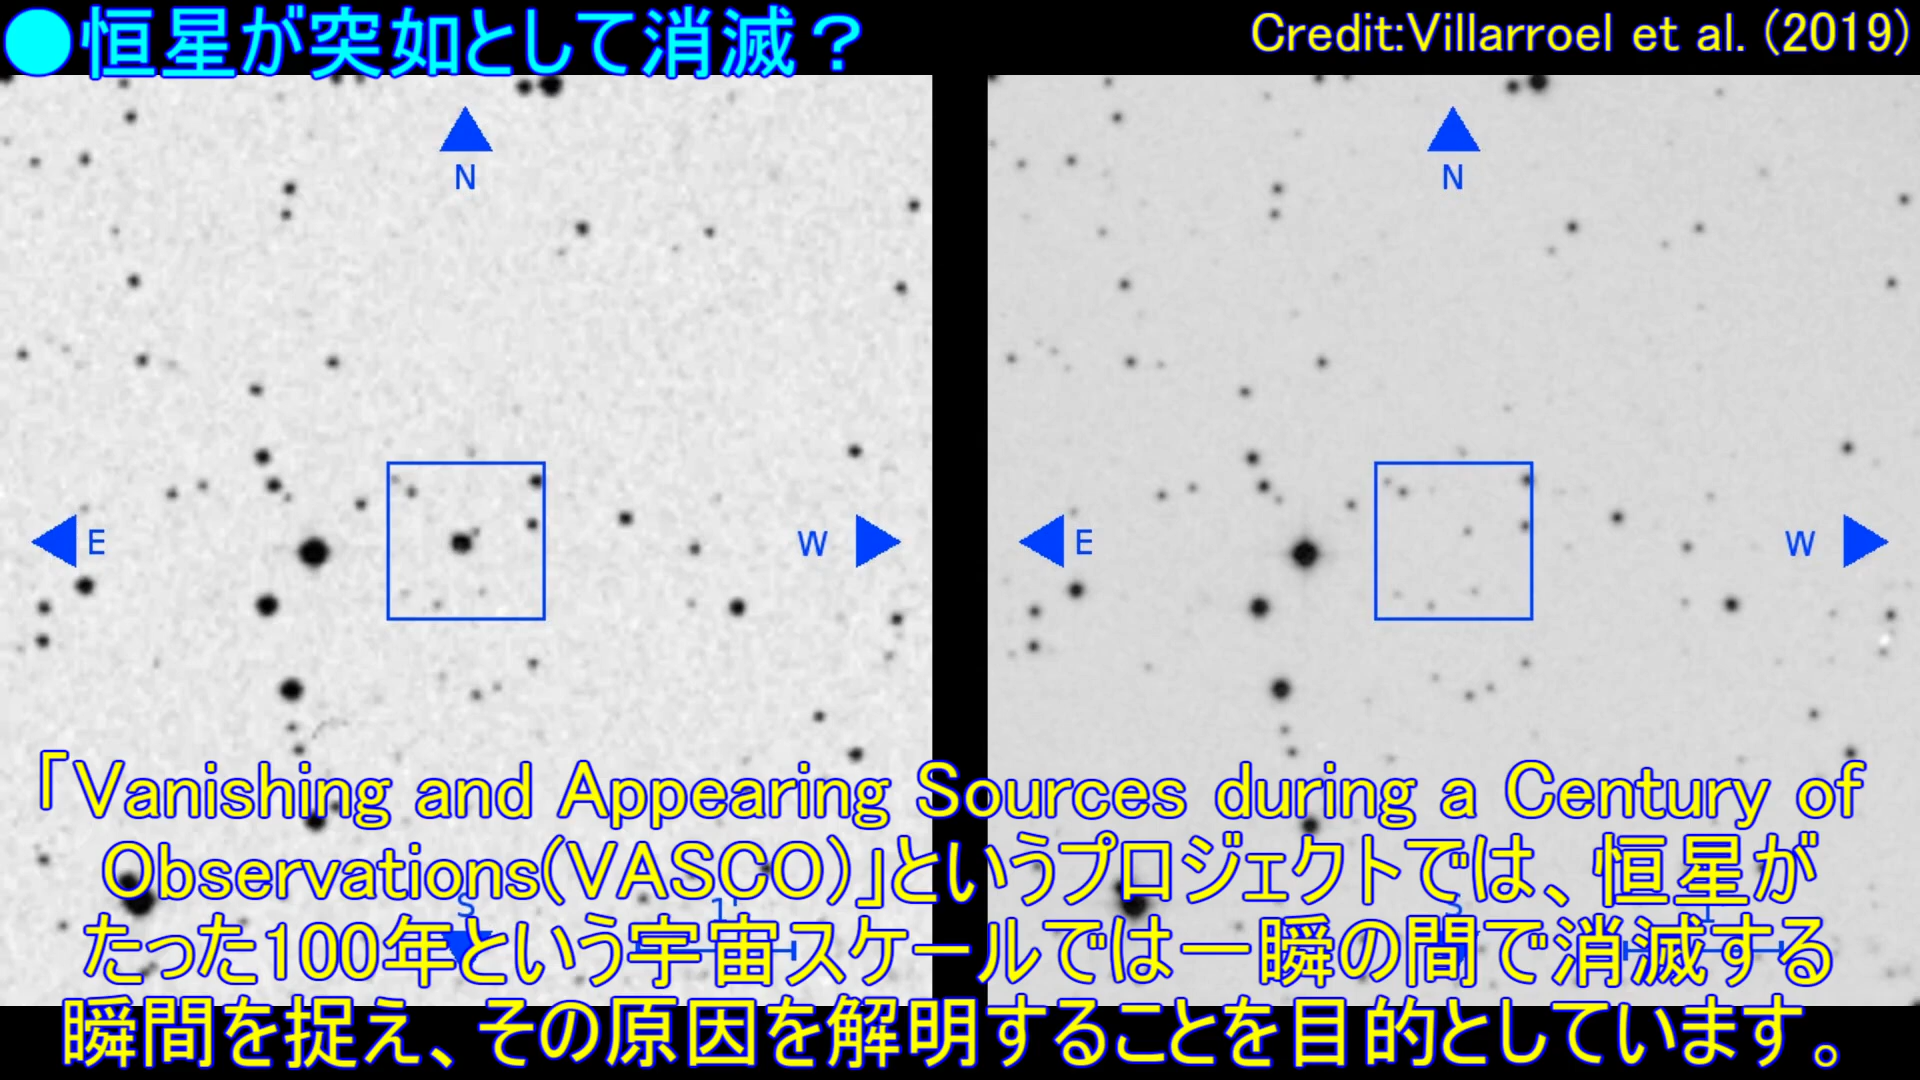 ●恒星が突如として消滅？
Credit:Villarroel et al. (2019)
N
N
E
W
E
W
「Vanishing and Appearing Sources during a Century of
Observations(VASCO)」というプロジェクトでは、恒星が
たった100年という宇宙スケールでは一瞬の間で消滅する
瞬間を捉え、その原因を解明することを目的としています。
S
1'
S